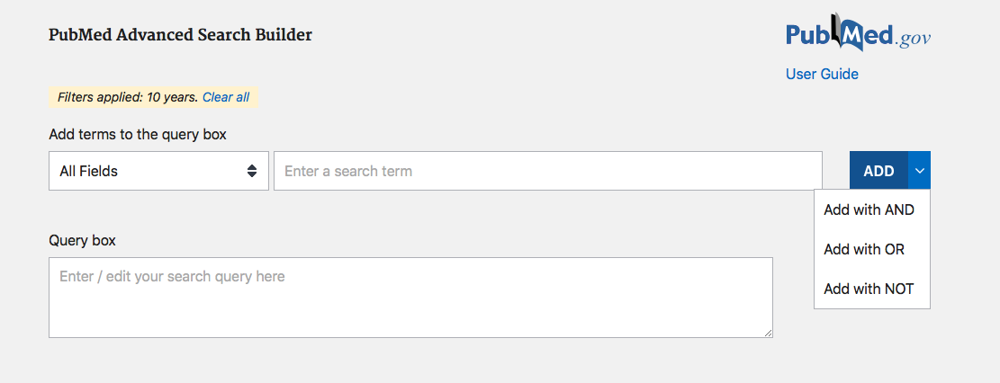 PubMed Advanced Search Builder
PubMed.gov
User Guide
Filters applied: 10 years. Clear all
Add terms to the query box
All Fields
Enter a search term
ADD
Add with AND
Add with OR
Add with NOT
Query box
Enter / edit your search query here